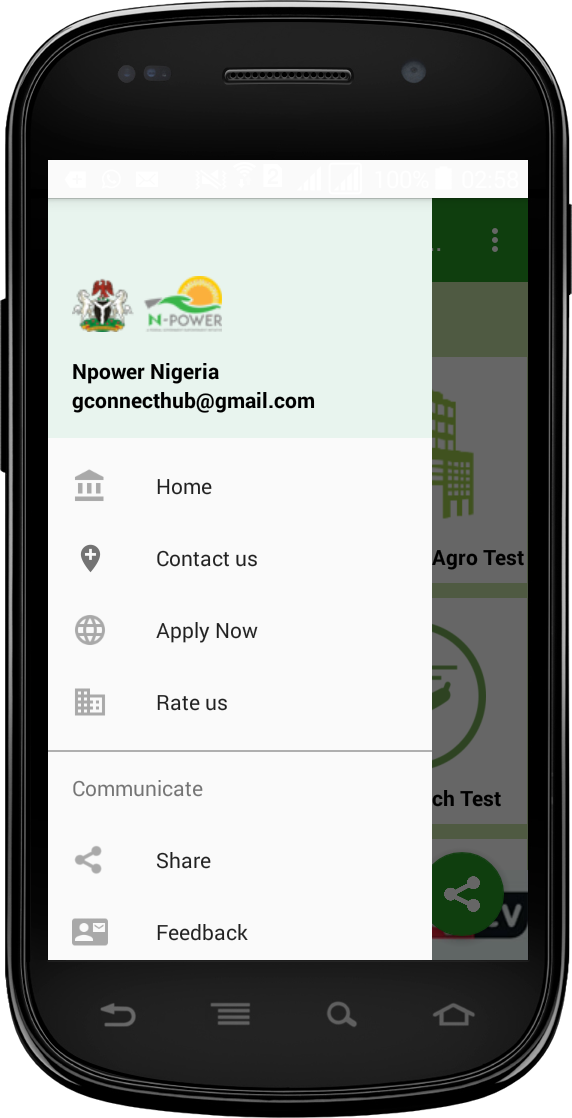 100% 02:58
..
N-POWER
Npower Nigeria
gconnecthub@gmail.com
Home
Contact us
Agro Test
Apply Now
Rate us
Communicate
ch Test
Share
Feedback